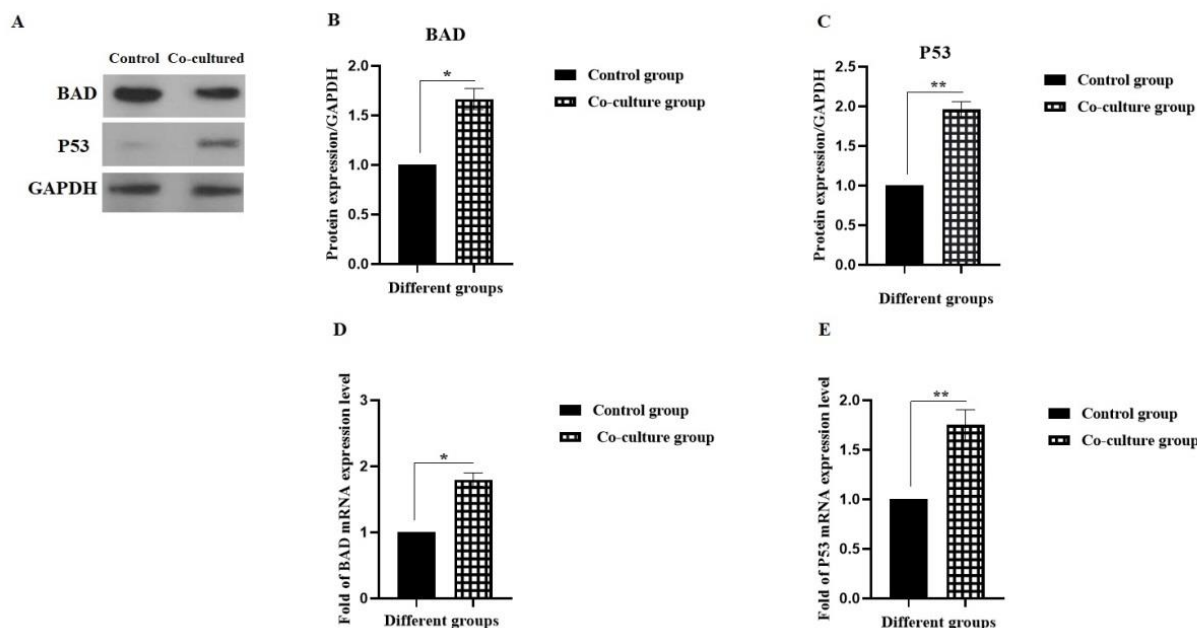 A
Control Co-cultured
BAD
P53
GAPDH
B
BAD
Protein expression/GAPDH
2.0
1.5
1.0
0.5
0.0
*
Different groups
Control group
Co-culture group
C
P53
Protein expression/GAPDH
2.5
2.0
1.5
1.0
0.5
0.0
**
Different groups
Control group
Co-culture group
D
Fold of BAD mRNA expression level
3
2
1
0
*
Different groups
Control group
Co-culture group
E
Fold of P53 mRNA expression level
2.0
1.5
1.0
0.5
0.0
**
Different groups
Control group
Co-culture group